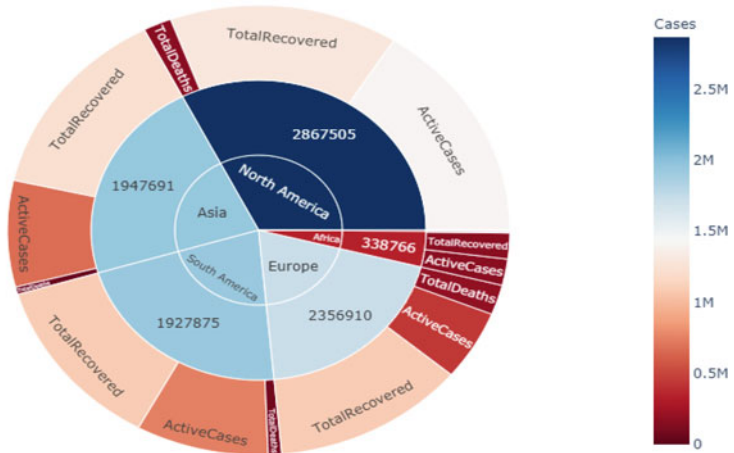 Cases
2.5M
2M
1.5M
1M
0.5M
0
TotalRecovered
TotalDeaths
TotalRecovered
ActiveCases
2867505
North America
1947691
Asia
ActiveCases
South America
1927875
TotalRecovered
ActiveCases
TotalDeaths
Europe
2356910
TotalRecovered
ActiveCases
TotalDeaths
Africa
338766
TotalRecovered
ActiveCases